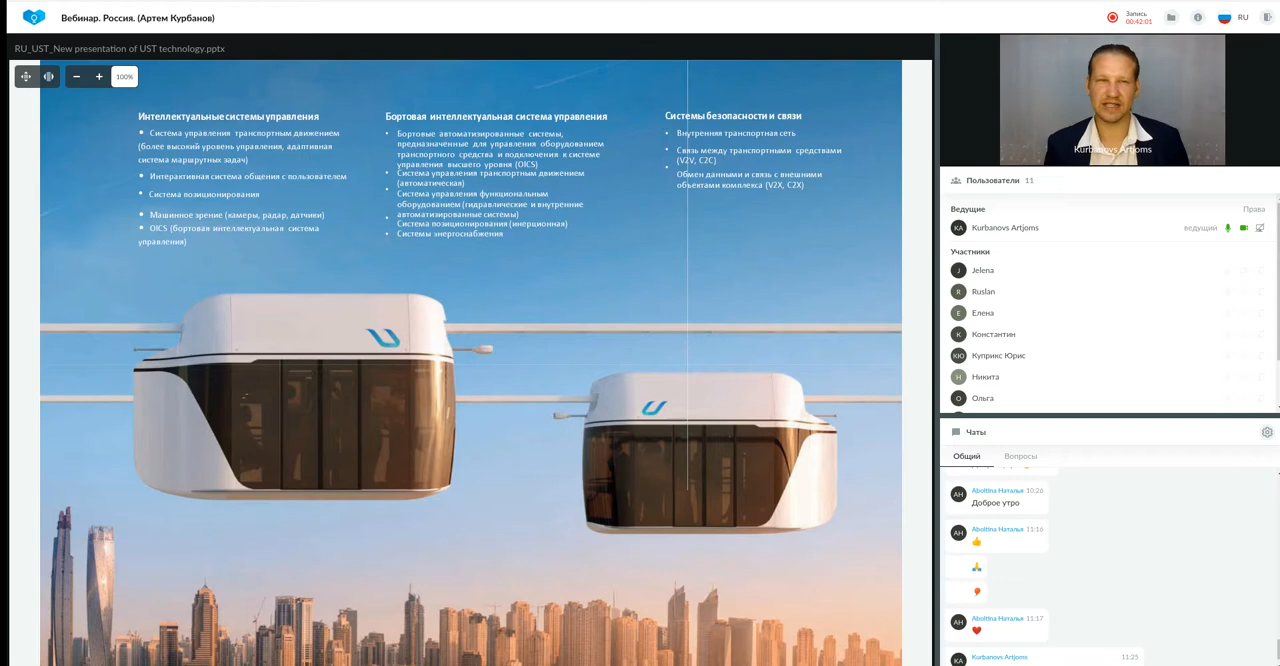 Вебинар. Россия. (Артем Курбанов)
Запись
00:42:01
RU
RU_UST_New presentation of UST technology.pptx
100%
Интеллектуальные системы управления
• Система управления транспортным движением
(более высокий уровень управления, адаптивная
система маршрутных задач)
• Интерактивная система общения с пользователем
• Система позиционирования
• Машинное зрение (камеры, радар, датчики)
• OICS (бортовая интеллектуальная система
управления)
Бортовая интеллектуальная система управления
• Бортовые автоматизированные системы,
предназначенные для управления оборудованием
транспортного средства и подключения к системе
управления высшего уровня (OICS)
• Система управления транспортным движением
(автоматическая)
• Система управления функциональным
оборудованием (гидравлические и внутренние
автоматизированные системы)
• Система позиционирования (инерционная)
• Системы энергоснабжения
Системы безопасности и связи
• Внутренняя транспортная сеть
• Связь между транспортными средствами
(V2V, C2C)
• Обмен данными и связь с внешними
объектами комплекса (V2X, C2X)
Kurbanovs Artjoms
Пользователи 11
Ведущие Права
KA Kurbanovs Artjoms ведущий
Участники
J Jelena
R Ruslan
Е Елена
К Константин
КЮ Куприкс Юрис
Н Никита
О Ольга
Чаты
Общий Вопросы
АН Aboltina Наталья 10:26
Доброе утро
АН Aboltina Наталья 11:16
АН Aboltina Наталья 11:17
KA Kurbanovs Artjoms 11:25